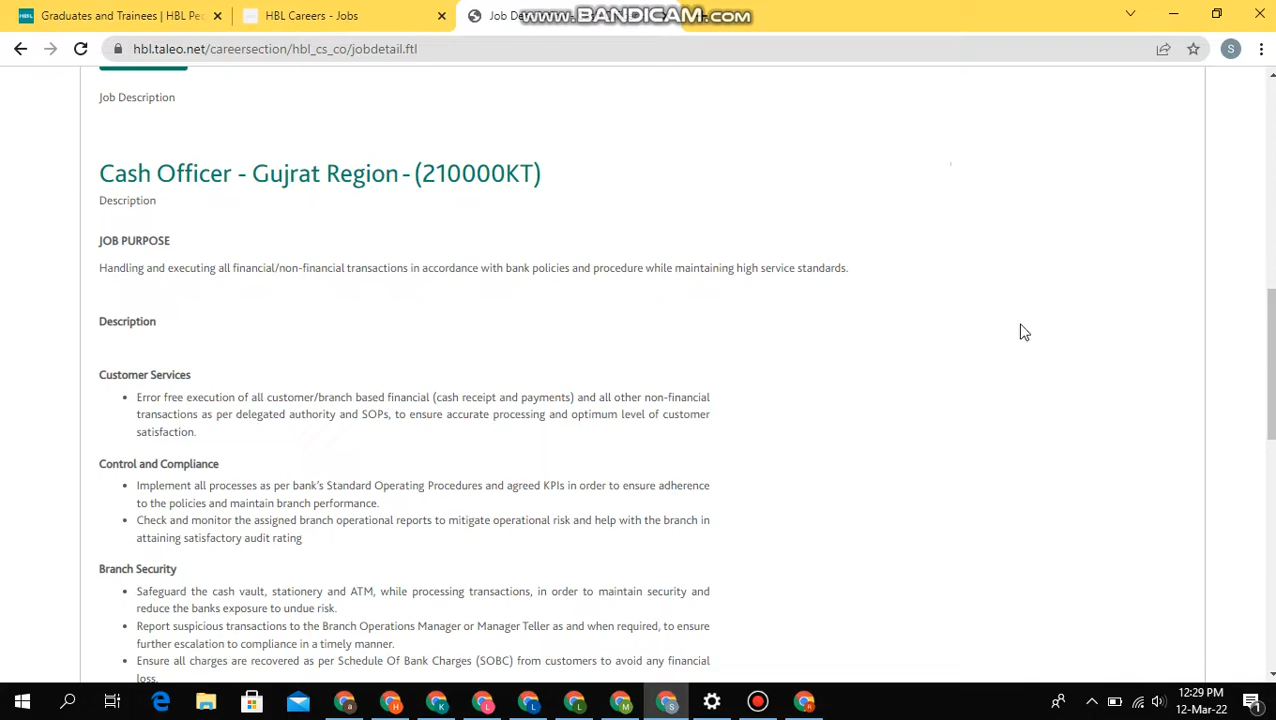 HBL Graduates and Trainees | HBL Pe
HBL Careers - Jobs
Job De
WWW.BANDICAM.COM
hbl.taleo.net/careersection/hbl_cs_co/jobdetail.ftl
S
Job Description
Cash Officer - Gujrat Region - (210000KT)
Description
JOB PURPOSE
Handling and executing all financial/non-financial transactions in accordance with bank policies and procedure while maintaining high service standards.
Description
Customer Services
• Error free execution of all customer/branch based financial (cash receipt and payments) and all other non-financial
transactions as per delegated authority and SOPs, to ensure accurate processing and optimum level of customer
satisfaction.
Control and Compliance
• Implement all processes as per bank's Standard Operating Procedures and agreed KPIs in order to ensure adherence
to the policies and maintain branch performance.
• Check and monitor the assigned branch operational reports to mitigate operational risk and help with the branch in
attaining satisfactory audit rating
Branch Security
• Safeguard the cash vault, stationery and ATM, while processing transactions, in order to maintain security and
reduce the banks exposure to undue risk.
• Report suspicious transactions to the Branch Operations Manager or Manager Teller as and when required, to ensure
further escalation to compliance in a timely manner.
• Ensure all charges are recovered as per Schedule Of Bank Charges (SOBC) from customers to avoid any financial
loss.
12:29 PM
12-Mar-22